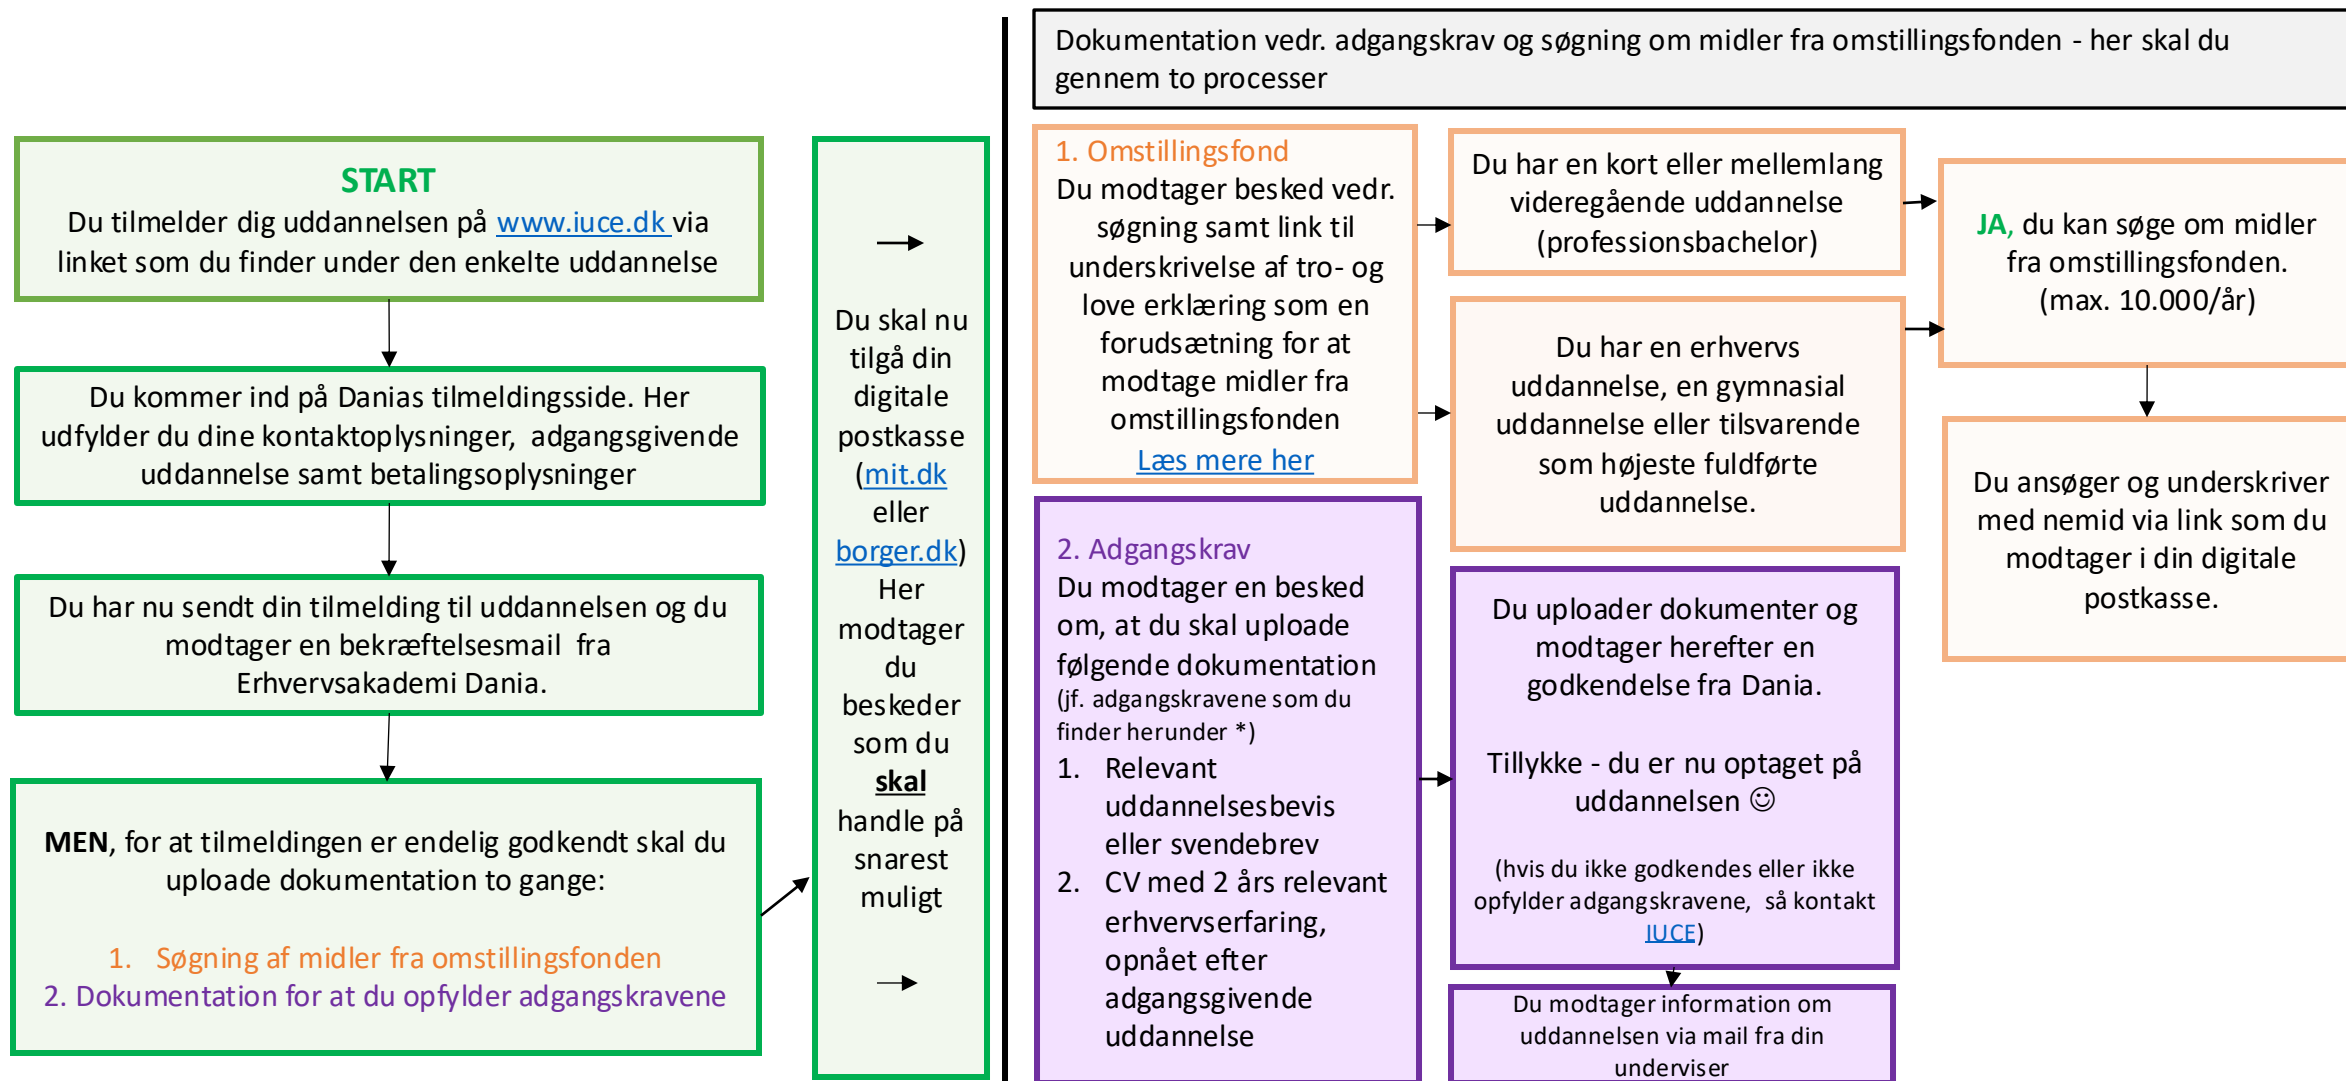 START
Du tilmelder dig uddannelsen på www.iuce.dk via
linket som du finder under den enkelte uddannelse
Du kommer ind på Danias tilmeldingsside. Her
udfylder du dine kontaktoplysninger, adgangsgivende
uddannelse samt betalingsoplysninger
Du har nu sendt din tilmelding til uddannelsen og du
modtager en bekræftelsesmail fra
Erhvervsakademi Dania.
MEN, for at tilmeldingen er endelig godkendt skal du
uploade dokumentation to gange:
1. Søgning af midler fra omstillingsfonden
2. Dokumentation for at du opfylder adgangskravene
Du skal nu
tilgå din
digitale
postkasse
(mit.dk
eller
borger.dk)
Her
modtager
du
beskeder
som du
skal
handle på
snarest
muligt
Dokumentation vedr. adgangskrav og søgning om midler fra omstillingsfonden - her skal du
gennem to processer
1. Omstillingsfond
Du modtager besked vedr.
søgning samt link til
underskrivelse af tro- og
love erklæring som en
forudsætning for at
modtage midler fra
omstillingsfonden
Læs mere her
Du har en kort eller mellemlang
videregående uddannelse
(professionsbachelor)
Du har en erhvervs
uddannelse, en gymnasial
uddannelse eller tilsvarende
som højeste fuldførte
uddannelse.
JA, du kan søge om midler
fra omstillingsfonden.
(max. 10.000/år)
Du ansøger og underskriver
med nemid via link som du
modtager i din digitale
postkasse.
2. Adgangskrav
Du modtager en besked
om, at du skal uploade
følgende dokumentation
(jf. adgangskravene som du
finder herunder *)
1. Relevant
uddannelsesbevis
eller svendebrev
2. CV med 2 års relevant
erhvervserfaring,
opnået efter
adgangsgivende
uddannelse
Du uploader dokumenter og
modtager herefter en
godkendelse fra Dania.
Tillykke - du er nu optaget på
uddannelsen ☺
(hvis du ikke godkendes eller ikke
opfylder adgangskravene, så kontakt
IUCE)
Du modtager information om
uddannelsen via mail fra din
underviser